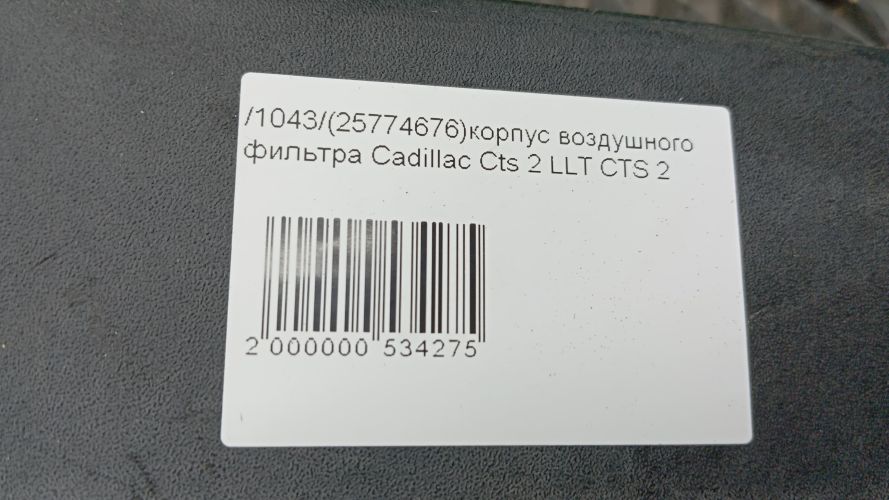 /1043/(25774676)корпус воздушного
фильтра Cadillac Cts 2 LLT CTS 2
2 000000 534275